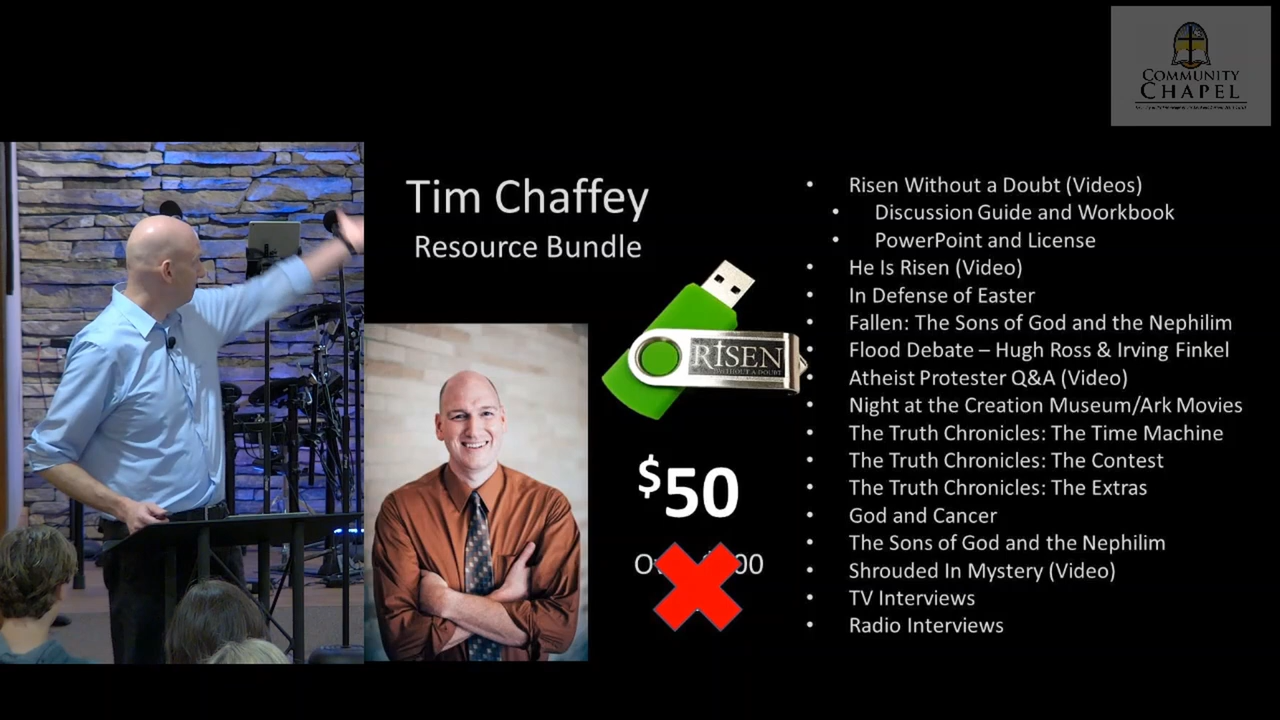 COMMUNITY
CHAPEL
Tim Chaffey
Resource Bundle
RISEN
WITHOUT A DOUBT
$50
• Risen Without a Doubt (Videos)
• Discussion Guide and Workbook
• PowerPoint and License
• He Is Risen (Video)
• In Defense of Easter
• Fallen: The Sons of God and the Nephilim
• Flood Debate – Hugh Ross & Irving Finkel
• Atheist Protester Q&A (Video)
• Night at the Creation Museum/Ark Movies
• The Truth Chronicles: The Time Machine
• The Truth Chronicles: The Contest
• The Truth Chronicles: The Extras
• God and Cancer
• The Sons of God and the Nephilim
• Shrouded In Mystery (Video)
• TV Interviews
• Radio Interviews